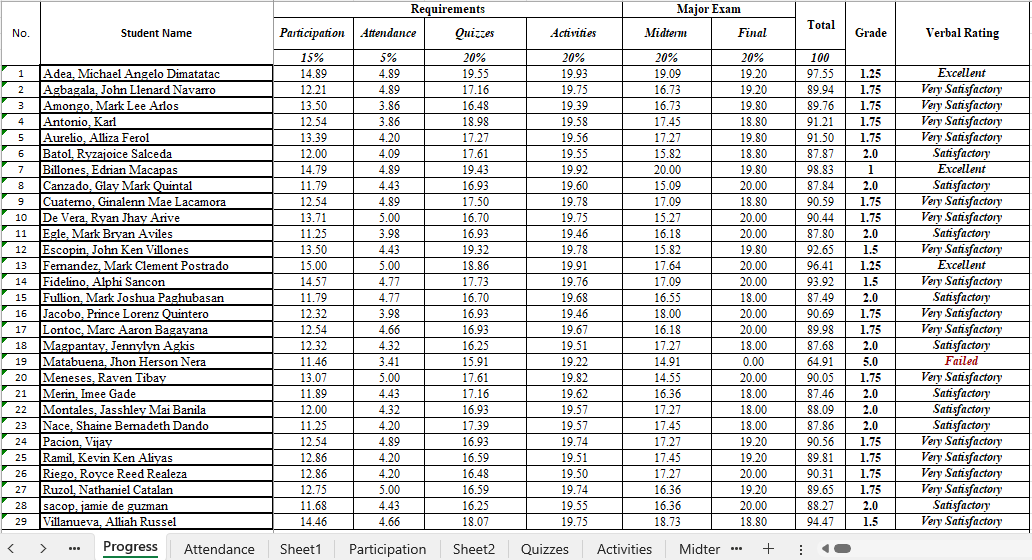 Requirements Major Exam
No. Student Name Participation Attendance Quizzes Activities Midterm Final Total Grade Verbal Rating
15% 5% 20% 20% 20% 20% 100
1 Adea, Michael Angelo Dimatatac 14.89 4.89 19.55 19.93 19.09 19.20 97.55 1.25 Excellent
2 Agbagala, John Llenard Navarro 12.21 4.89 17.16 19.75 16.73 19.20 89.94 1.75 Very Satisfactory
3 Amongo, Mark Lee Arlos 13.50 3.86 16.48 19.39 16.73 19.80 89.76 1.75 Very Satisfactory
4 Antonio, Karl 12.54 3.86 18.98 19.58 17.45 18.80 91.21 1.75 Very Satisfactory
5 Aurelio, Alliza Ferol 13.39 4.20 17.27 19.56 17.27 19.80 91.50 1.75 Very Satisfactory
6 Batol, Ryzajoice Salceda 12.00 4.09 17.61 19.55 15.82 18.80 87.87 2.0 Satisfactory
7 Billones, Edrian Macapas 14.79 4.89 19.43 19.92 20.00 19.80 98.83 1 Excellent
8 Canzado, Glay Mark Quintal 11.79 4.43 16.93 19.60 15.09 20.00 87.84 2.0 Satisfactory
9 Cuaterno, Ginalenn Mae Lacamora 12.54 4.89 17.50 19.78 17.09 18.80 90.59 1.75 Very Satisfactory
10 De Vera, Ryan Jhay Arive 13.71 5.00 16.70 19.75 15.27 20.00 90.44 1.75 Very Satisfactory
11 Egle, Mark Bryan Aviles 11.25 3.98 16.93 19.46 16.18 20.00 87.80 2.0 Satisfactory
12 Escopin, John Ken Villones 13.50 4.43 19.32 19.78 15.82 19.80 92.65 1.5 Very Satisfactory
13 Fernandez, Mark Clement Postrado 15.00 5.00 18.86 19.91 17.64 20.00 96.41 1.25 Excellent
14 Fidelino, Alphi Sancon 14.57 4.77 17.73 19.76 17.09 20.00 93.92 1.5 Very Satisfactory
15 Fullion, Mark Joshua Paghubasan 11.79 4.77 16.70 19.68 16.55 18.00 87.49 2.0 Satisfactory
16 Jacobo, Prince Lorenz Quintero 12.32 3.98 16.93 19.46 18.00 20.00 90.69 1.75 Very Satisfactory
17 Lontoc, Marc Aaron Bagayana 12.54 4.66 16.93 19.67 16.18 20.00 89.98 1.75 Very Satisfactory
18 Magpantay, Jennylyn Agkis 12.32 4.32 16.25 19.51 17.27 18.00 87.68 2.0 Satisfactory
19 Matabuena, Jhon Herson Nera 11.46 3.41 15.91 19.22 14.91 0.00 64.91 5.0 Failed
20 Meneses, Raven Tibay 13.07 5.00 17.61 19.82 14.55 20.00 90.05 1.75 Very Satisfactory
21 Merin, Imee Gade 11.89 4.43 17.16 19.62 16.36 18.00 87.46 2.0 Satisfactory
22 Montales, Jasshley Mai Banila 12.00 4.32 16.93 19.57 17.27 18.00 88.09 2.0 Satisfactory
23 Nace, Shaine Bernadeth Dando 11.25 4.20 17.39 19.57 17.45 18.00 87.86 2.0 Satisfactory
24 Pacion, Vijay 12.54 4.89 16.93 19.74 17.27 19.20 90.56 1.75 Very Satisfactory
25 Ramil, Kevin Ken Aliyas 12.86 4.20 16.59 19.51 17.45 19.20 89.81 1.75 Very Satisfactory
26 Riego, Royce Reed Realeza 12.86 4.20 16.48 19.50 17.27 20.00 90.31 1.75 Very Satisfactory
27 Ruzol, Nathaniel Catalan 12.75 5.00 16.59 19.74 16.36 19.20 89.65 1.75 Very Satisfactory
28 sacop, jamie de guzman 11.68 4.43 16.25 19.55 16.36 20.00 88.27 2.0 Satisfactory
29 Villanueva, Alliah Russel 14.46 4.66 18.07 19.75 18.73 18.80 94.47 1.5 Very Satisfactory
Progress Attendance Sheet1 Participation Sheet2 Quizzes Activities Midter